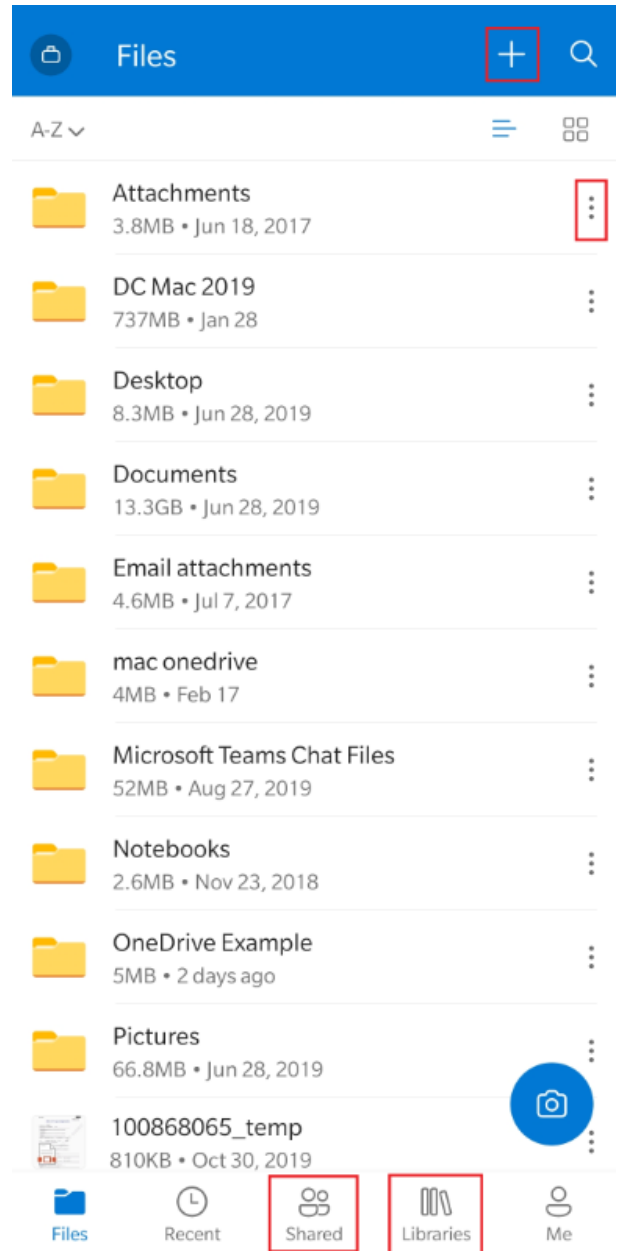 Files
A-Z
Attachments
3.8MB • Jun 18, 2017
DC Mac 2019
737MB • Jan 28
Desktop
8.3MB • Jun 28, 2019
Documents
13.3GB • Jun 28, 2019
Email attachments
4.6MB • Jul 7, 2017
mac onedrive
4MB • Feb 17
Microsoft Teams Chat Files
52MB • Aug 27, 2019
Notebooks
2.6MB • Nov 23, 2018
OneDrive Example
5MB • 2 days ago
Pictures
66.8MB • Jun 28, 2019
100868065_temp
810KB • Oct 30, 2019
Files Recent Shared Libraries Me